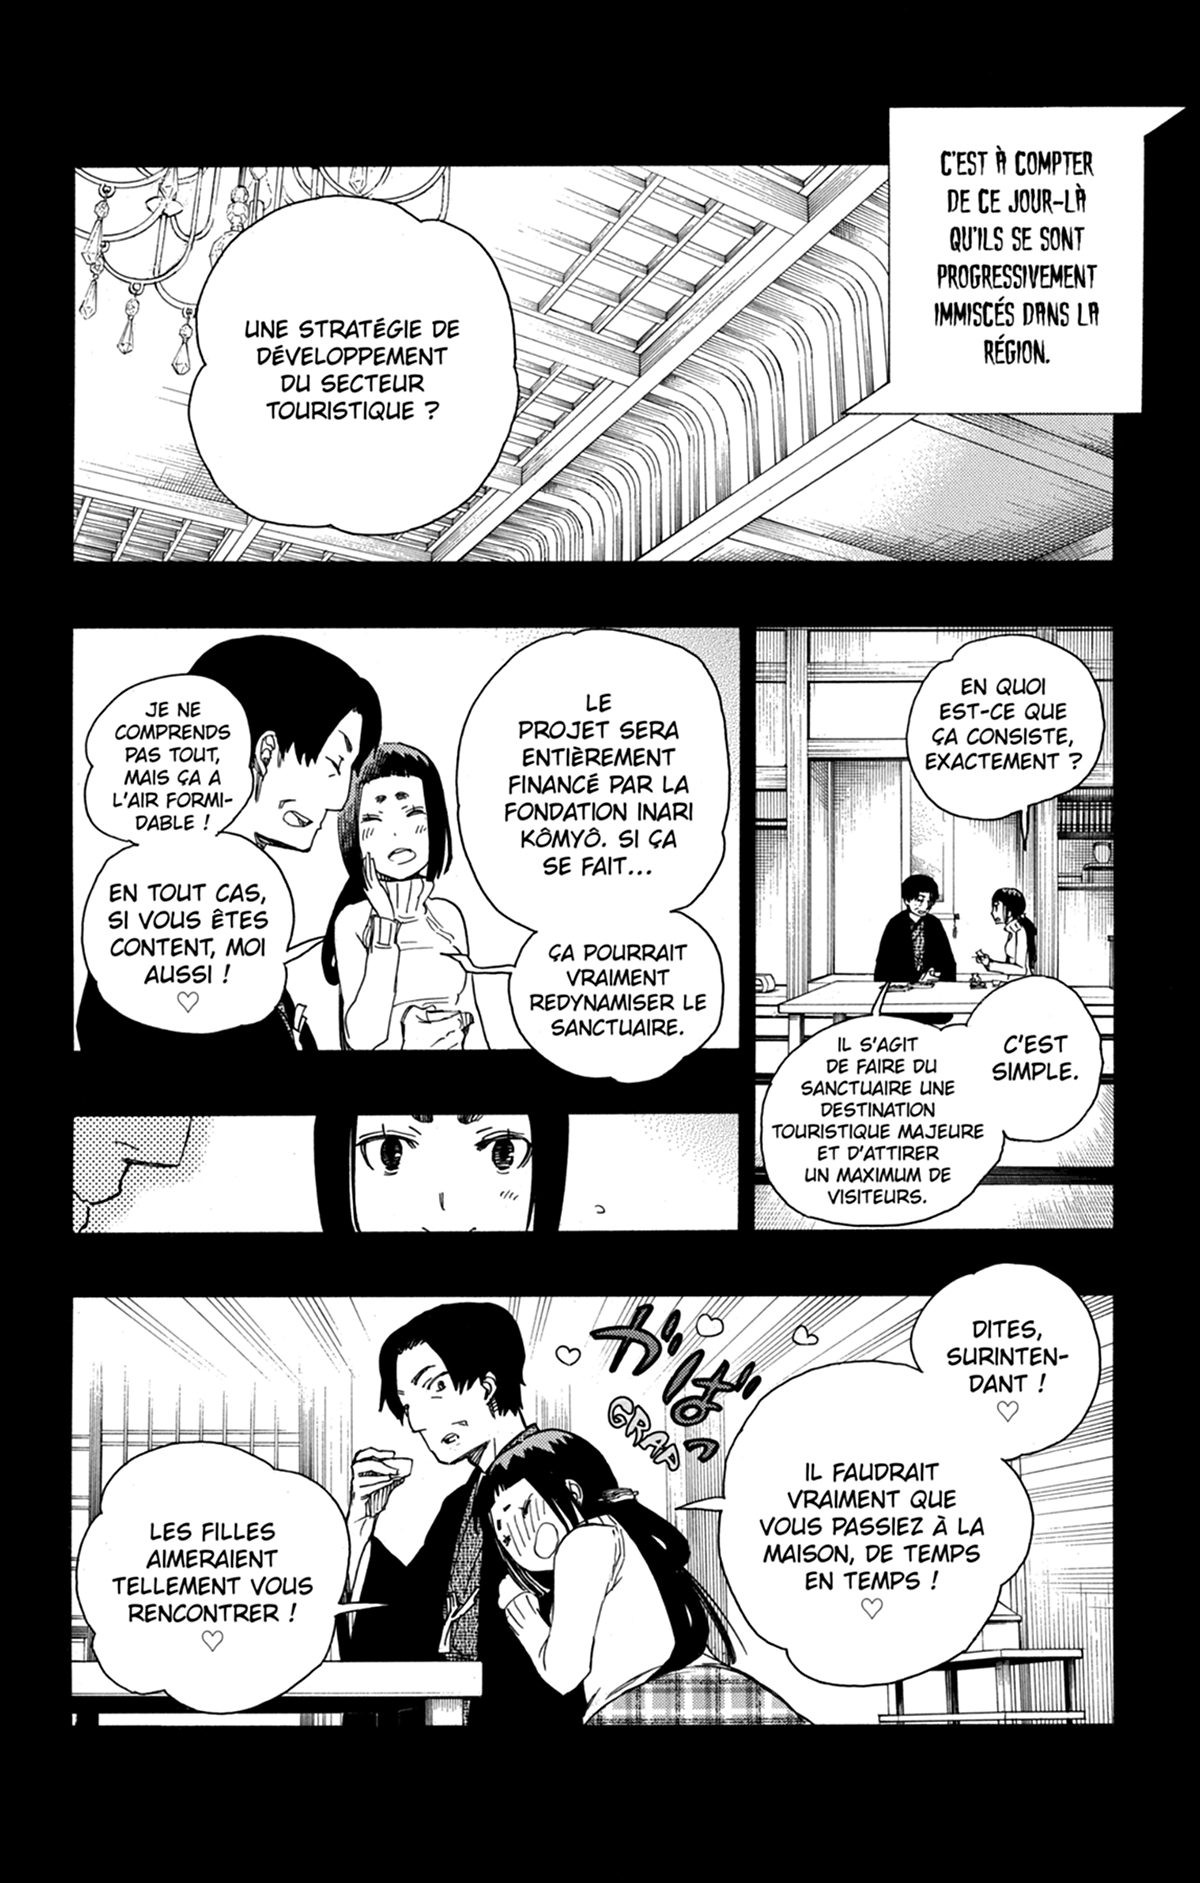 C'EST À COMPTER
DE CE JOUR-LÀ
QU'ILS SE SONT
PROGRESSIVEMENT
IMMISCÉS DANS LA
RÉGION.
UNE STRATÉGIE DE
DÉVELOPPEMENT
DU SECTEUR
TOURISTIQUE ?
EN QUOI
EST-CE QUE
ÇA CONSISTE,
EXACTEMENT ?
C'EST
SIMPLE.
IL S'AGIT
DE FAIRE DU
SANCTUAIRE UNE
DESTINATION
TOURISTIQUE MAJEURE
ET D'ATTIRER
UN MAXIMUM DE
VISITEURS.
LE
PROJET SERA
ENTIÈREMENT
FINANCÉ PAR LA
FONDATION INARI
KÔMYÔ. SI ÇA
SE FAIT...
ÇA POURRAIT
VRAIMENT
REDYNAMISER LE
SANCTUAIRE.
JE NE
COMPRENDS
PAS TOUT,
MAIS ÇA A
L'AIR FORMI-
DABLE !
EN TOUT CAS,
SI VOUS ÊTES
CONTENT, MOI
AUSSI !
♡
DITES,
SURINTEN-
DANT !
♡
IL FAUDRAIT
VRAIMENT QUE
VOUS PASSIEZ À LA
MAISON, DE TEMPS
EN TEMPS !
♡
がばっ
GRAP
LES FILLES
AIMERAIENT
TELLEMENT VOUS
RENCONTRER !
♡